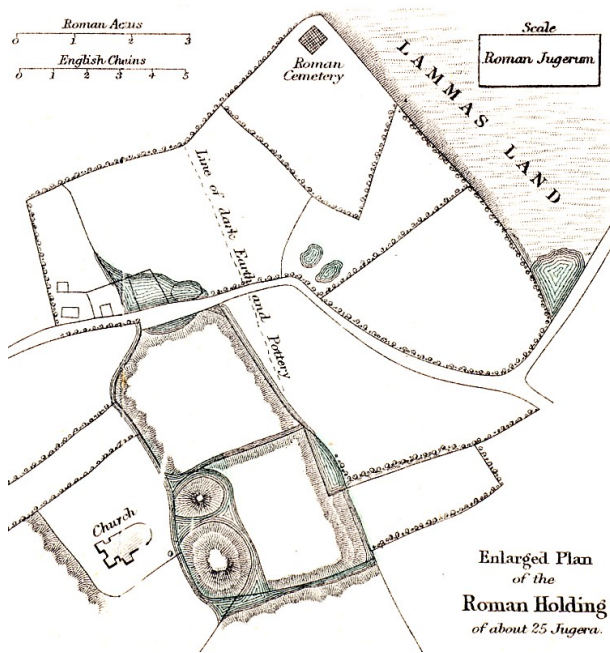 Roman Actus
0 1 2 3
English Chains
0 1 2 3 4 5
Scale
Roman Jugerum
Roman
Cemetery
LAMMAS LAND
Line of dark Earth and Pottery
Church
Enlarged Plan
of the
Roman Holding
of about 25 Jugera.